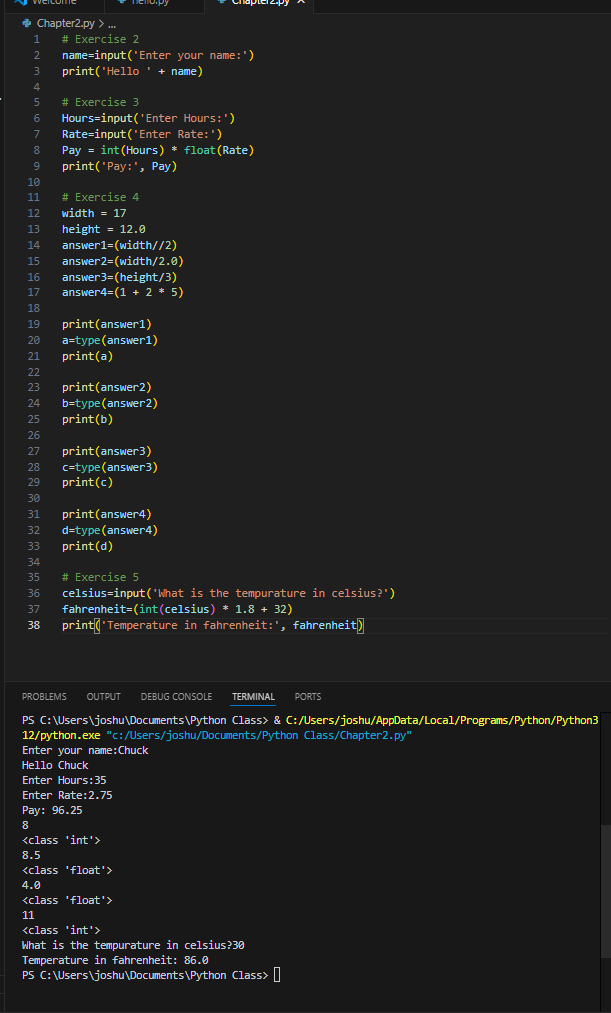 Welcome hello.py Chapter2.py ×
Chapter2.py > ...
1 # Exercise 2
2 name=input('Enter your name:')
3 print('Hello ' + name)
4
5 # Exercise 3
6 Hours=input('Enter Hours:')
7 Rate=input('Enter Rate:')
8 Pay = int(Hours) * float(Rate)
9 print('Pay:', Pay)
10
11 # Exercise 4
12 width = 17
13 height = 12.0
14 answer1=(width//2)
15 answer2=(width/2.0)
16 answer3=(height/3)
17 answer4=(1 + 2 * 5)
18
19 print(answer1)
20 a=type(answer1)
21 print(a)
22
23 print(answer2)
24 b=type(answer2)
25 print(b)
26
27 print(answer3)
28 c=type(answer3)
29 print(c)
30
31 print(answer4)
32 d=type(answer4)
33 print(d)
34
35 # Exercise 5
36 celsius=input('What is the tempurature in celsius?')
37 fahrenheit=(int(celsius) * 1.8 + 32)
38 print('Temperature in fahrenheit:', fahrenheit)
PROBLEMS OUTPUT DEBUG CONSOLE TERMINAL PORTS
PS C:\Users\joshu\Documents\Python Class> & C:/Users/joshu/AppData/Local/Programs/Python/Python3
12/python.exe "c:/Users/joshu/Documents/Python Class/Chapter2.py"
Enter your name:Chuck
Hello Chuck
Enter Hours:35
Enter Rate:2.75
Pay: 96.25
8
<class 'int'>
8.5
<class 'float'>
4.0
<class 'float'>
11
<class 'int'>
What is the tempurature in celsius?30
Temperature in fahrenheit: 86.0
PS C:\Users\joshu\Documents\Python Class>